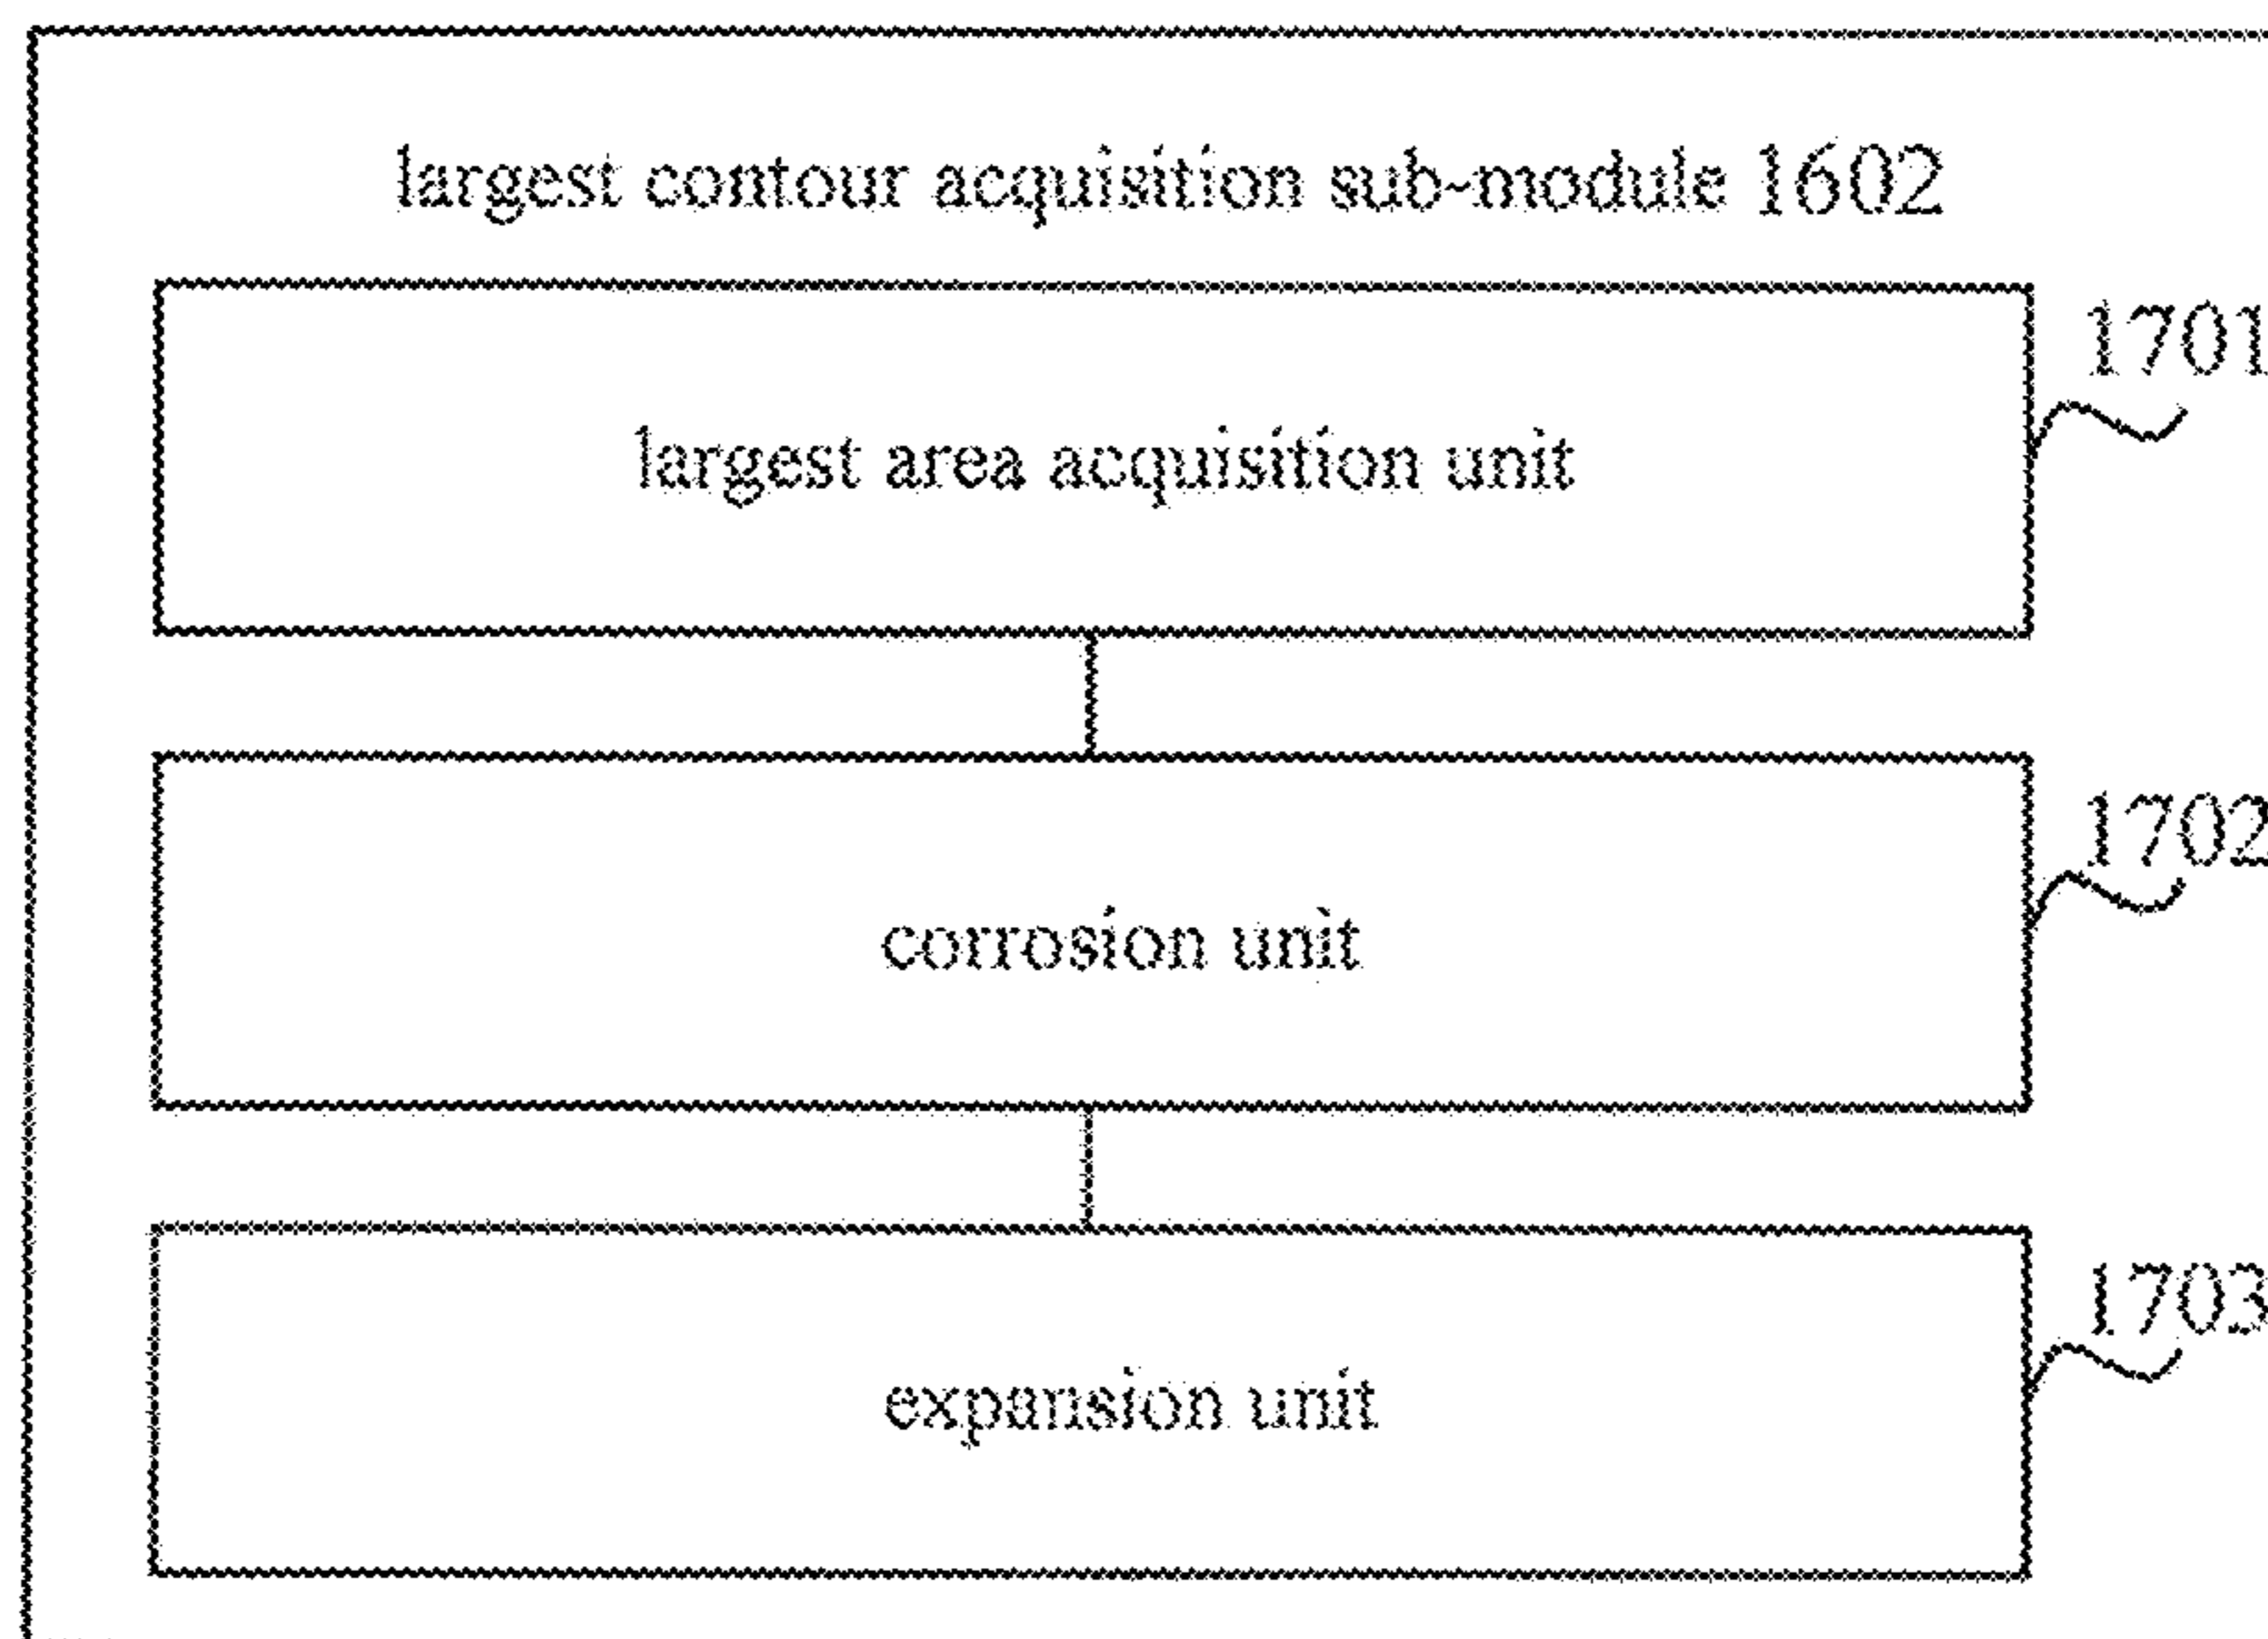 largest contour acquisition sub-module 1602
1701
largest area acquisition unit
1702
corrosion unit
1703
expansion unit